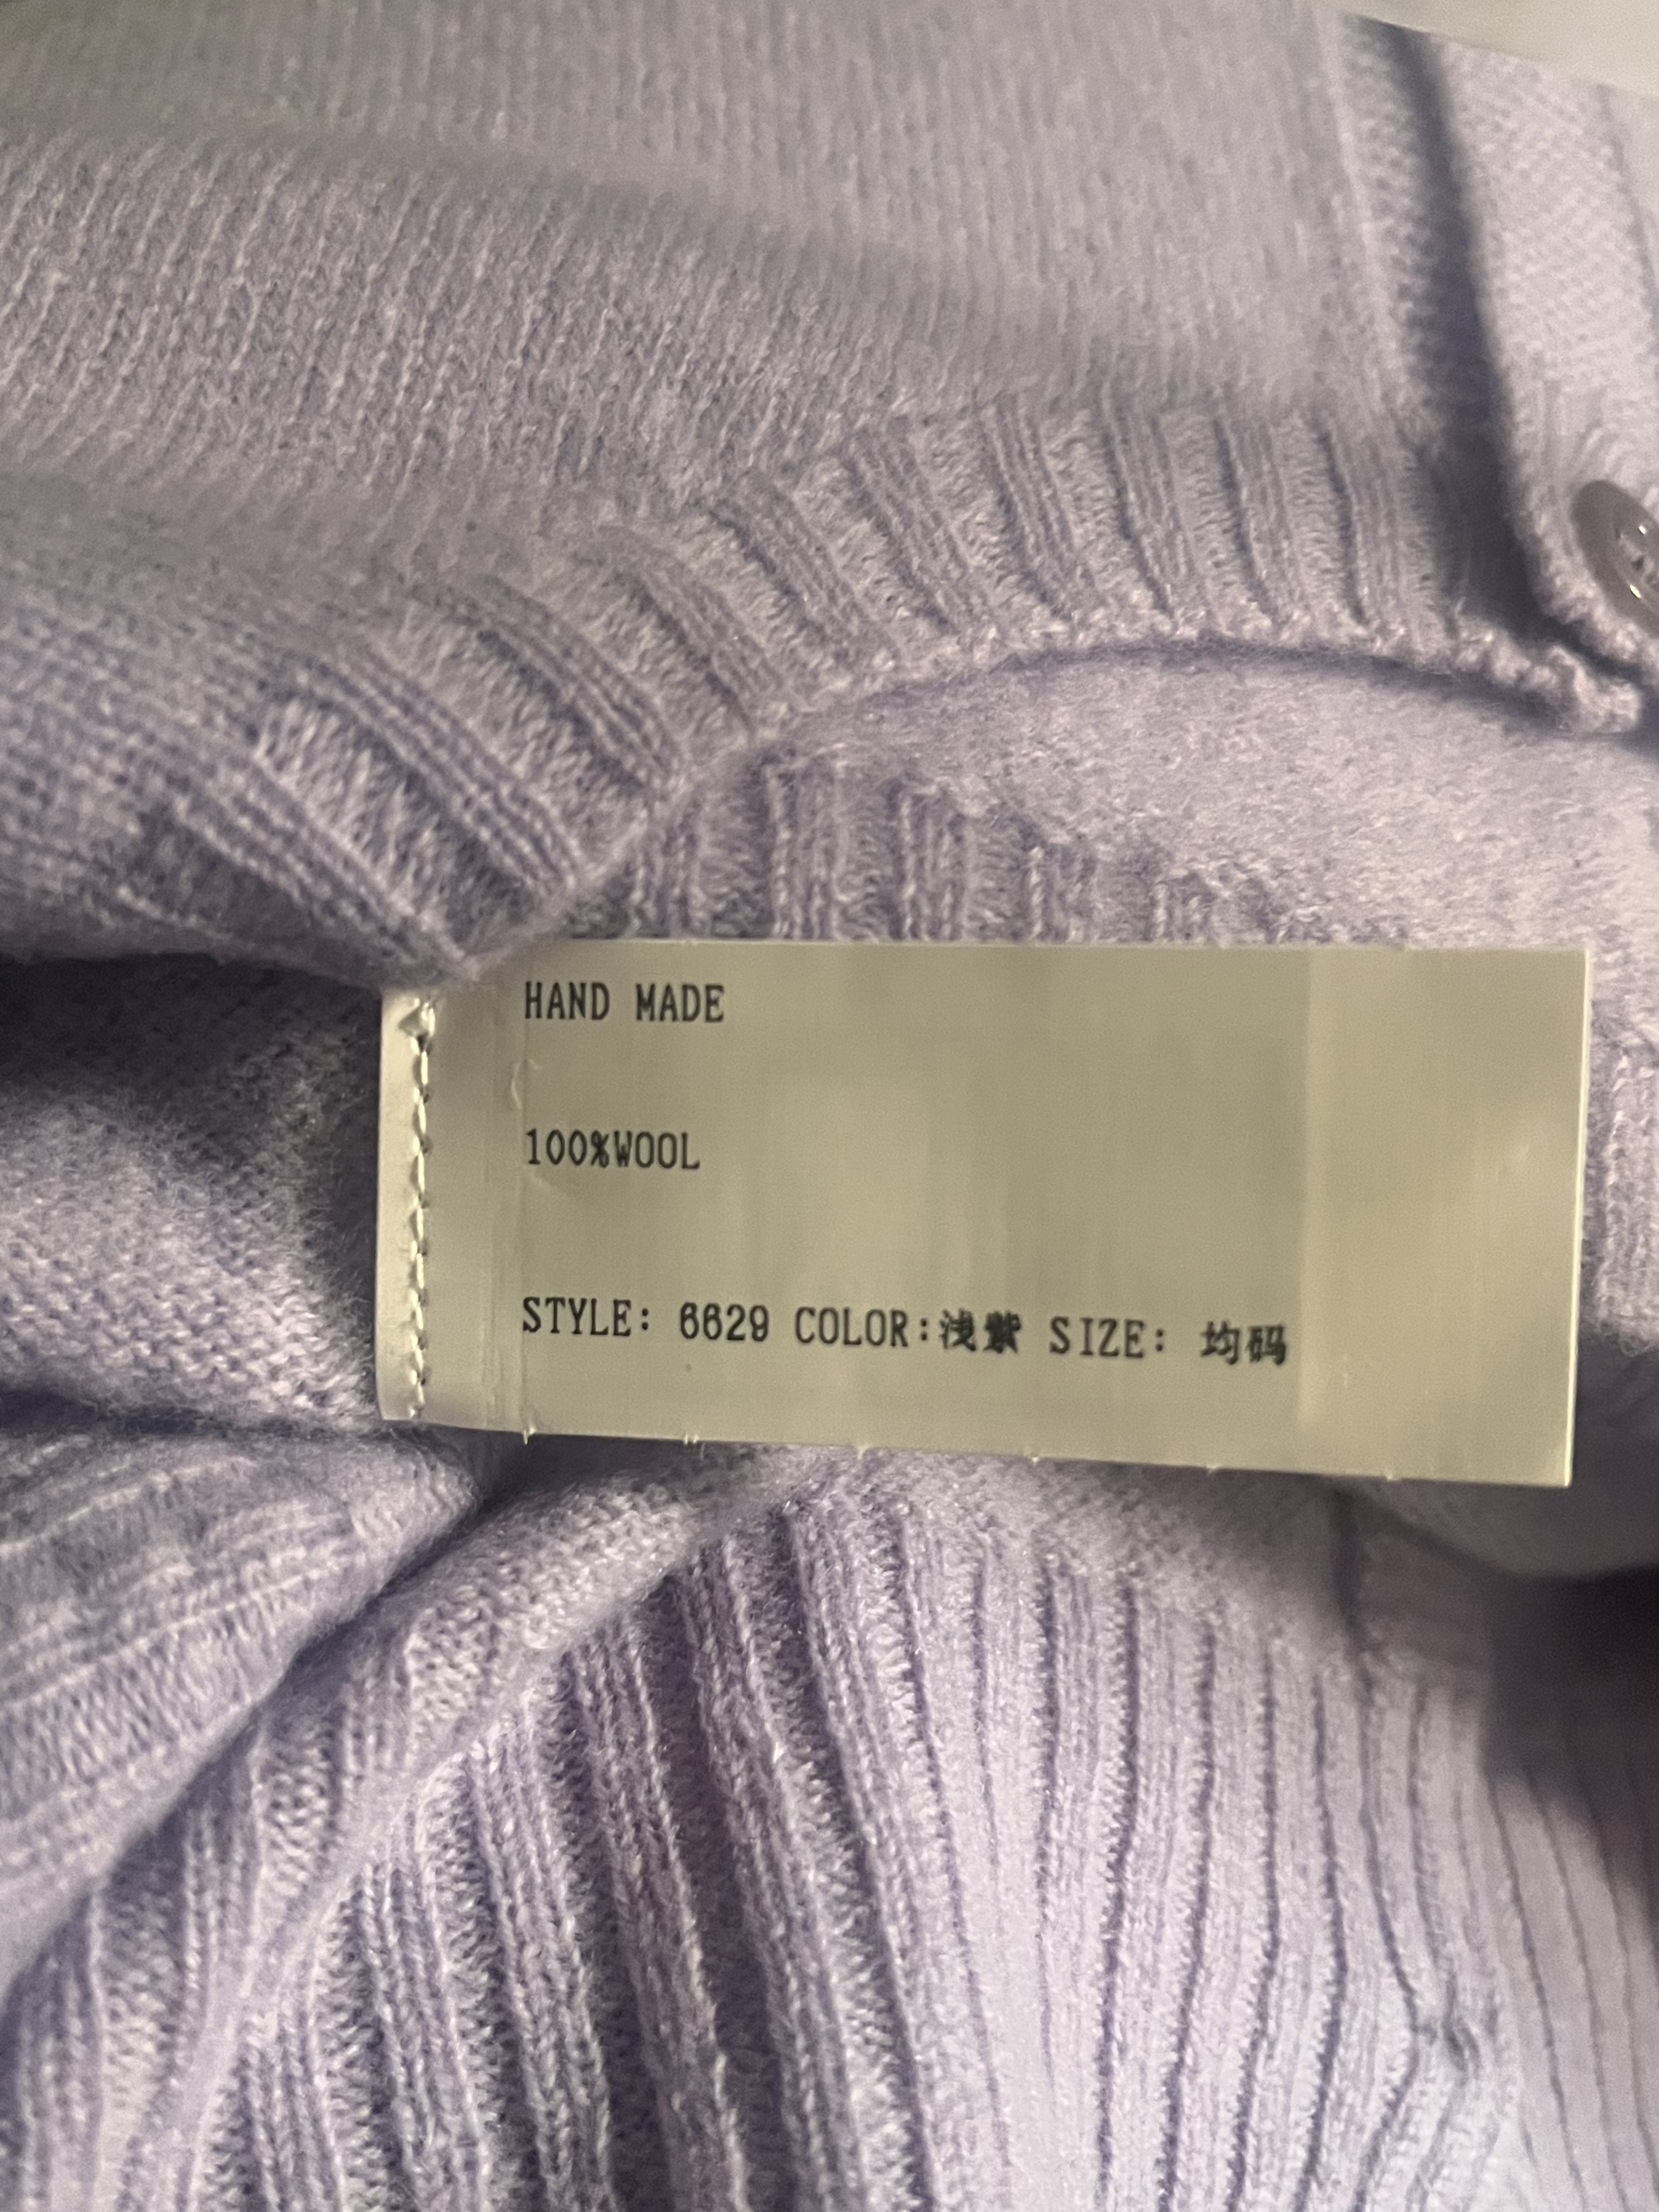 HAND MADE
100%WOOL
STYLE: 6629 COLOR:浅紫 SIZE: 均码